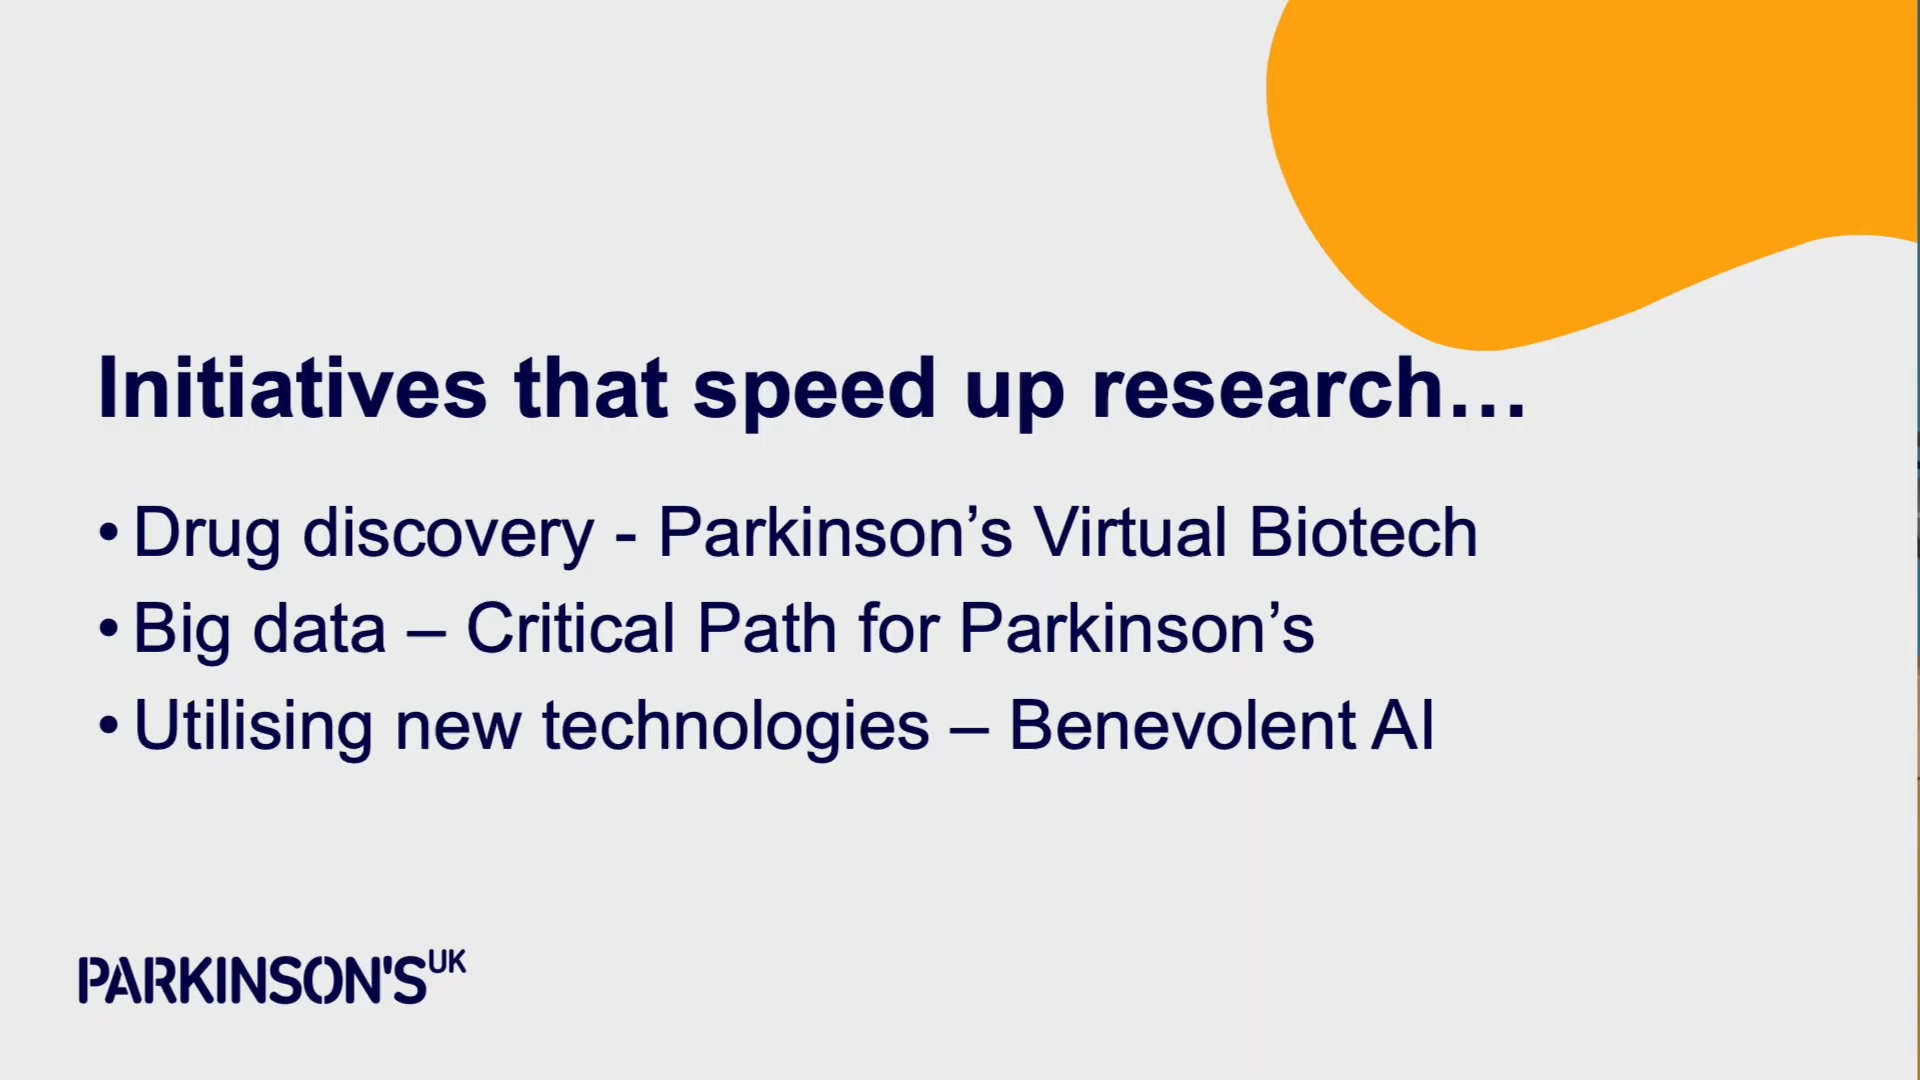 Initiatives that speed up research…
• Drug discovery - Parkinson’s Virtual Biotech
• Big data – Critical Path for Parkinson’s
• Utilising new technologies – Benevolent AI
PARKINSON'S UK